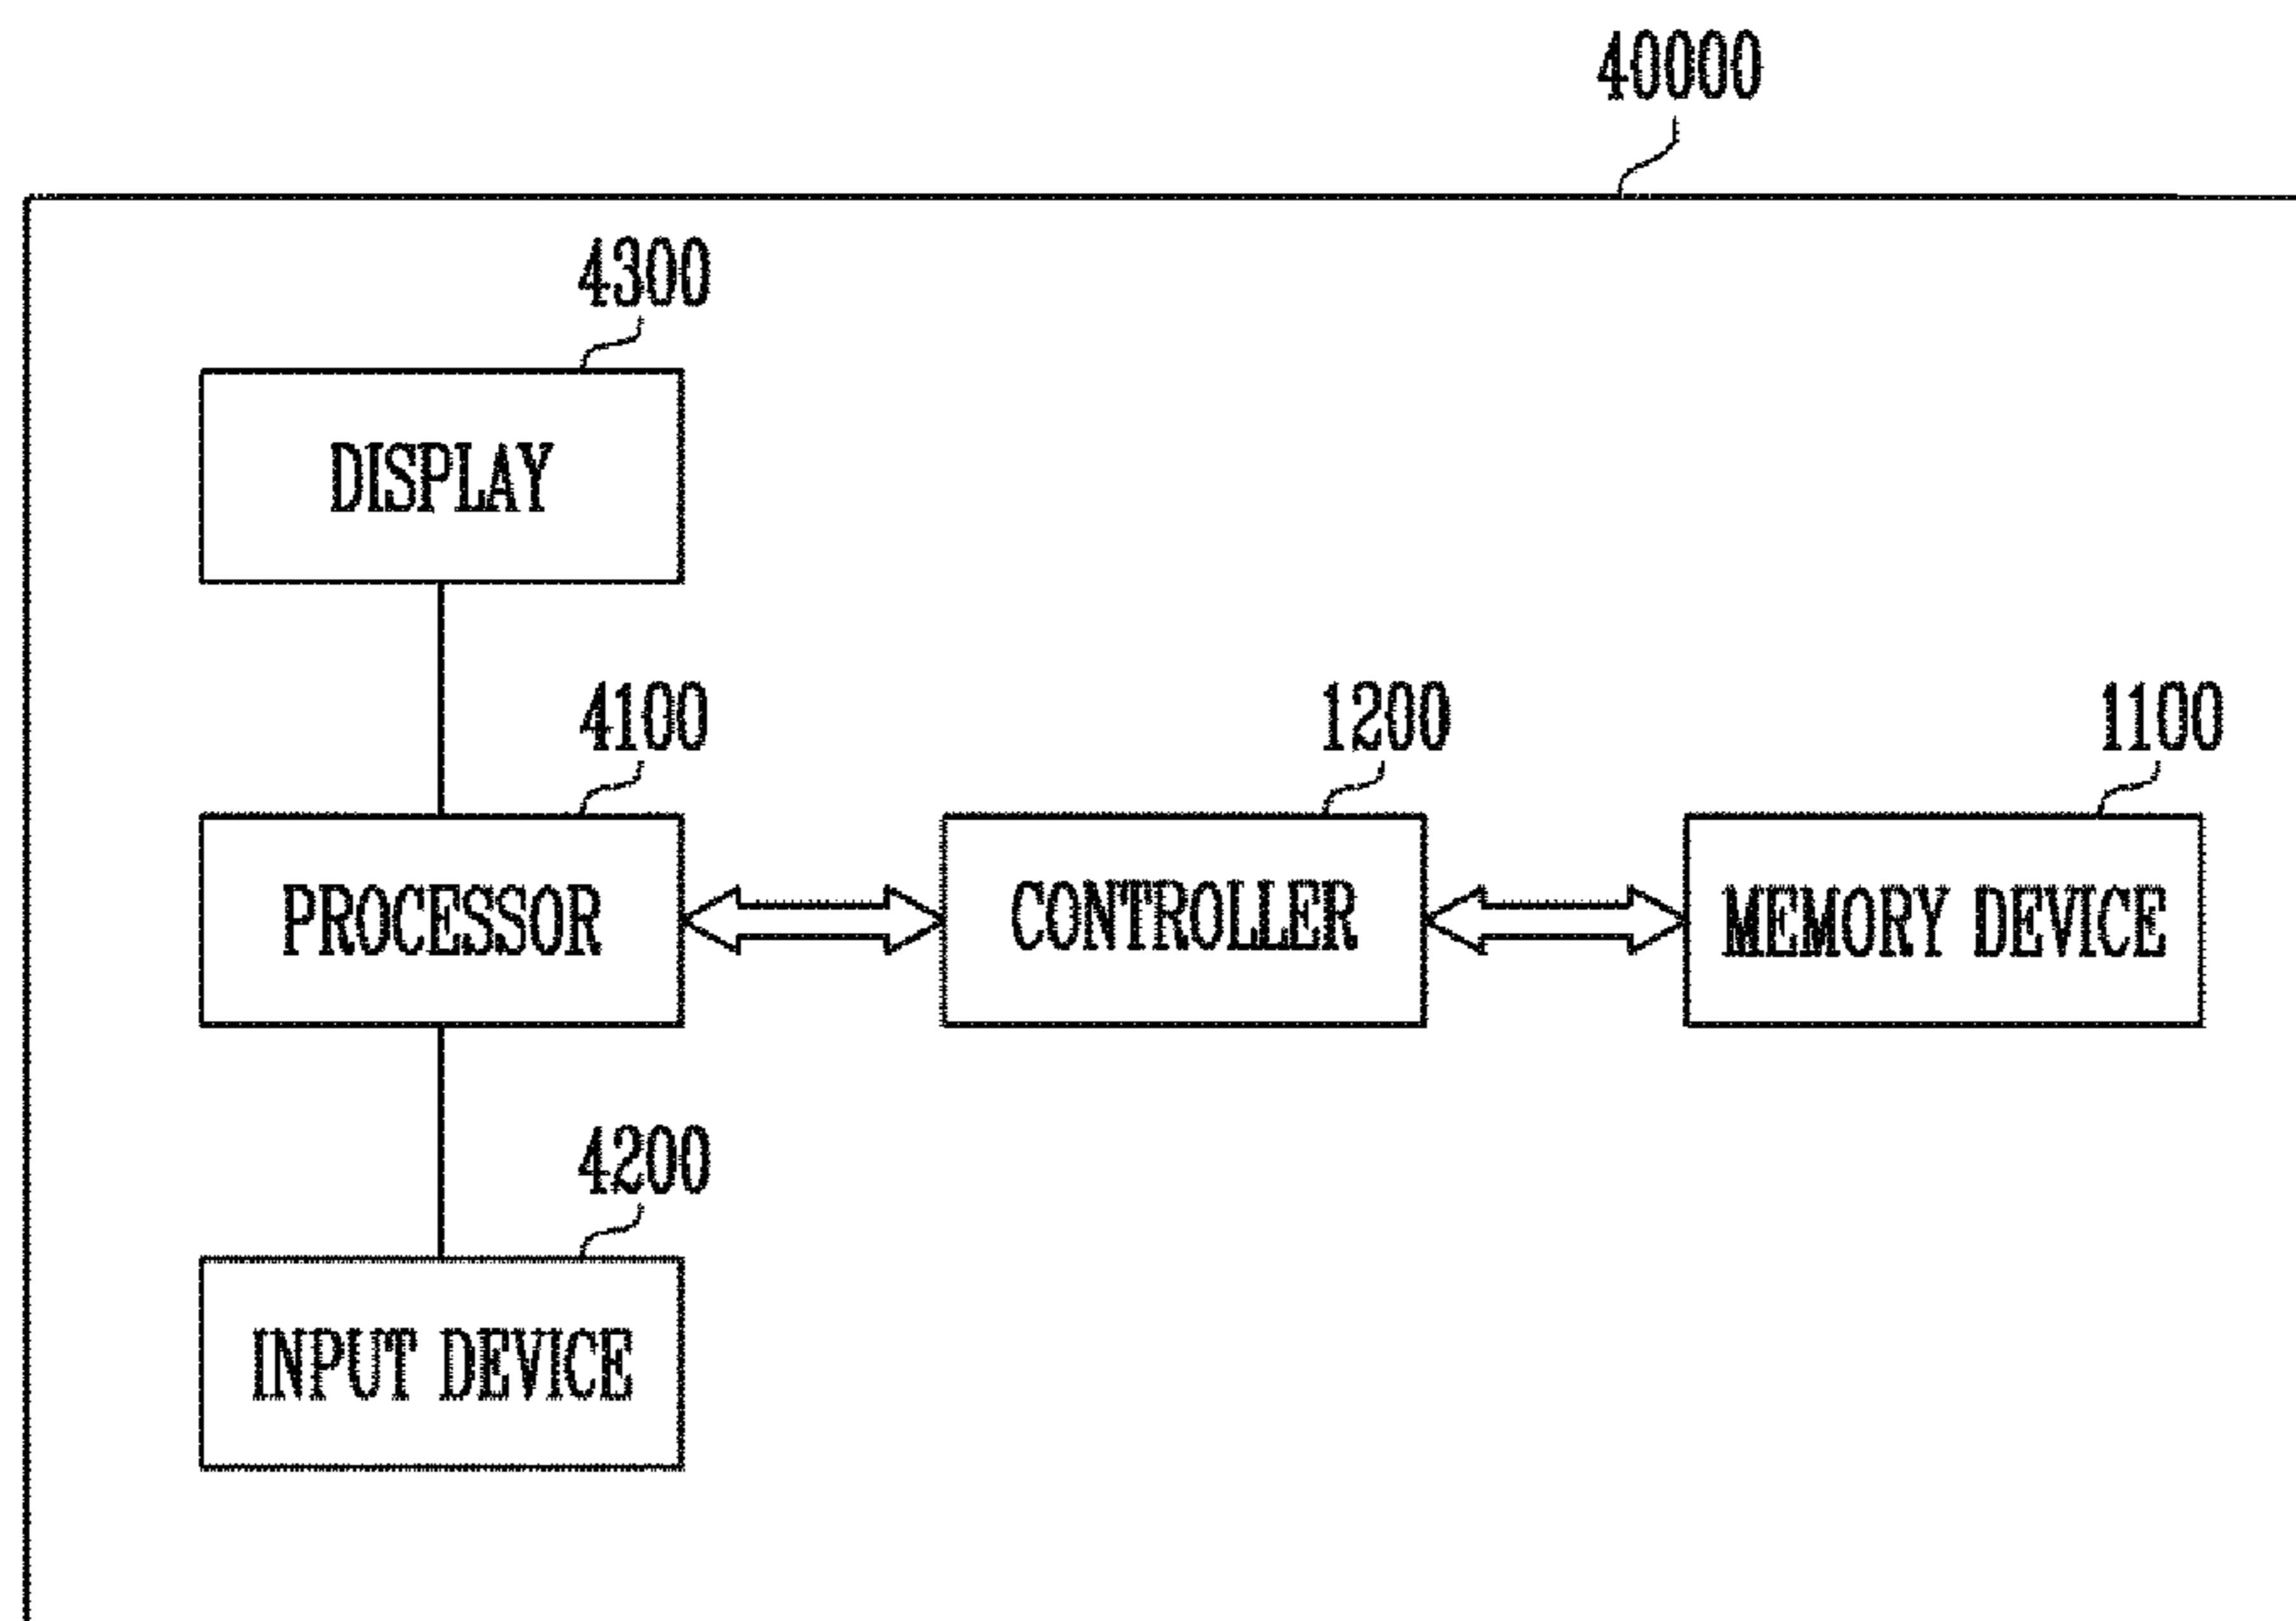 40000
4300
DISPLAY
4100
1200
1100
PROCESSOR
CONTROLLER
MEMORY DEVICE
4200
INPUT DEVICE